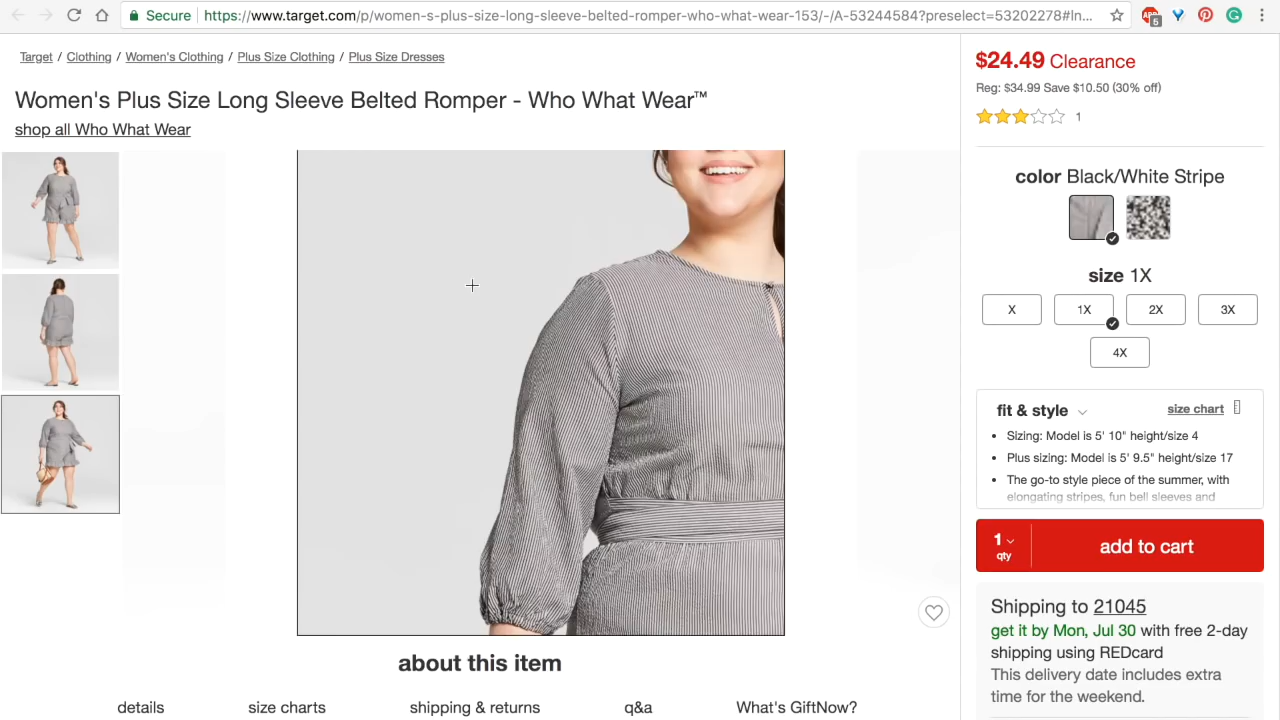 Secure https://www.target.com/p/women-s-plus-size-long-sleeve-belted-romper-who-what-wear-153/-/A-53244584?preselect=53202278#ln...
ABP
6
Target / Clothing / Women's Clothing / Plus Size Clothing / Plus Size Dresses
Women's Plus Size Long Sleeve Belted Romper - Who What Wear™
shop all Who What Wear
$24.49 Clearance
Reg: $34.99 Save $10.50 (30% off)
1
color Black/White Stripe
size 1X
X 1X 2X 3X
4X
fit & style size chart
• Sizing: Model is 5' 10" height/size 4
• Plus sizing: Model is 5' 9.5" height/size 17
• The go-to style piece of the summer, with
elongating stripes, fun bell sleeves and
1 qty
add to cart
Shipping to 21045
get it by Mon, Jul 30 with free 2-day
shipping using REDcard
This delivery date includes extra
time for the weekend.
about this item
details size charts shipping & returns q&a What's GiftNow?